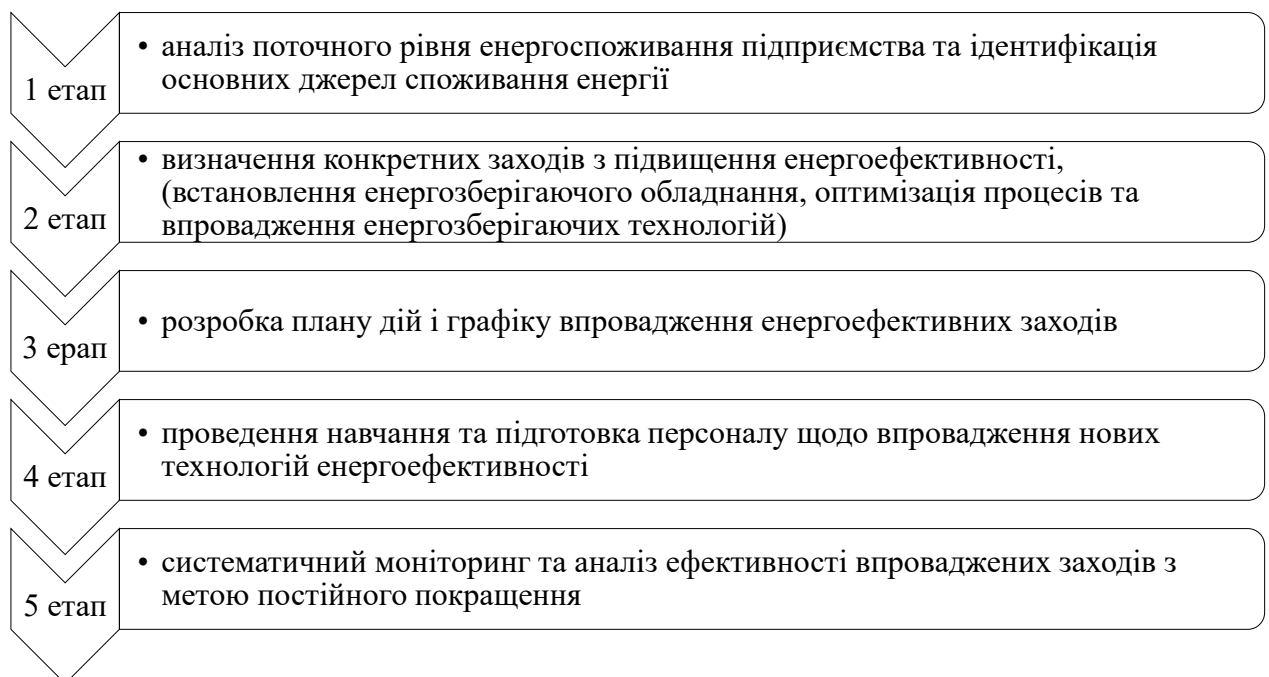 1 етап
• аналіз поточного рівня енергоспоживання підприємства та ідентифікація
основних джерел споживання енергії
2 етап
• визначення конкретних заходів з підвищення енергоефективності,
(встановлення енергозберігаючого обладнання, оптимізація процесів та
впровадження енергозберігаючих технологій)
3 ерап
• розробка плану дій і графіку впровадження енергоефективних заходів
4 етап
• проведення навчання та підготовка персоналу щодо впровадження нових
технологій енергоефективності
5 етап
• систематичний моніторинг та аналіз ефективності впроваджених заходів з
метою постійного покращення